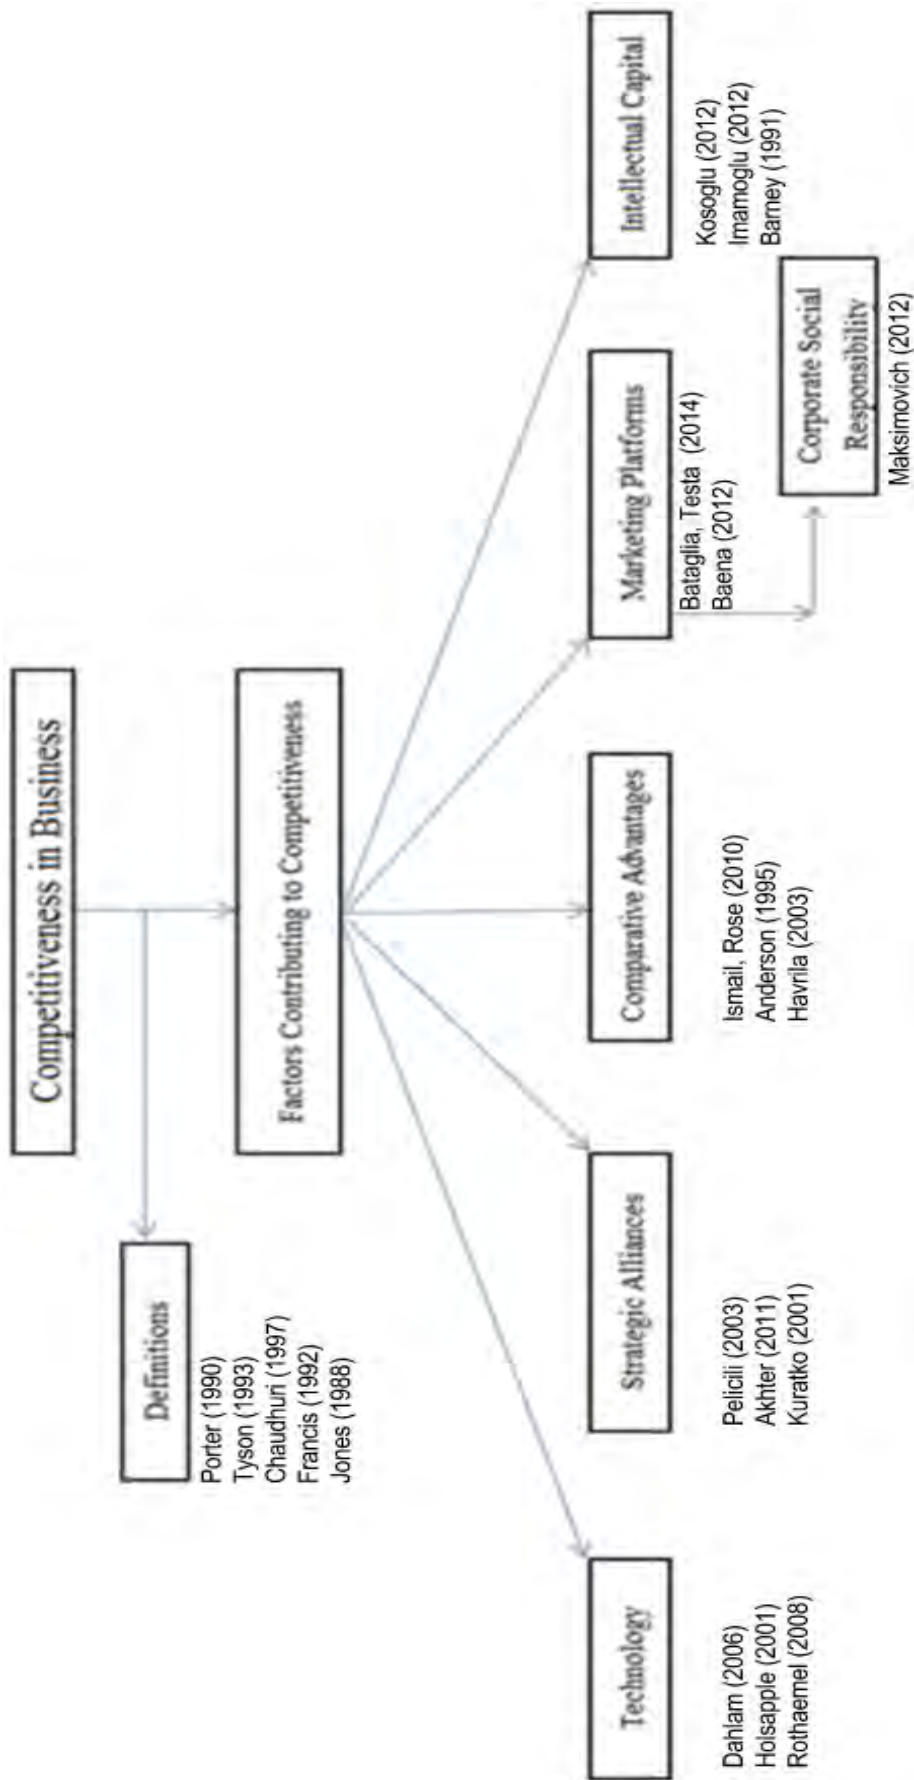 Competitiveness in Business
Definitions
Porter (1990)
Tyson (1993)
Chaudhuri (1997)
Francis (1992)
Jones (1988)
Factors Contributing to Competitiveness
Technology
Dahlam (2006)
Holsapple (2001)
Rothaemel (2008)
Strategic Alliances
Pelicili (2003)
Akhter (2011)
Kuratko (2001)
Comparative Advantages
Ismail, Rose (2010)
Anderson (1995)
Havrila (2003)
Marketing Platforms
Bataglia, Testa (2014)
Baena (2012)
Corporate Social
Responsibility
Maksimovich (2012)
Intellectual Capital
Kosoglu (2012)
Imamoglu (2012)
Barney (1991)